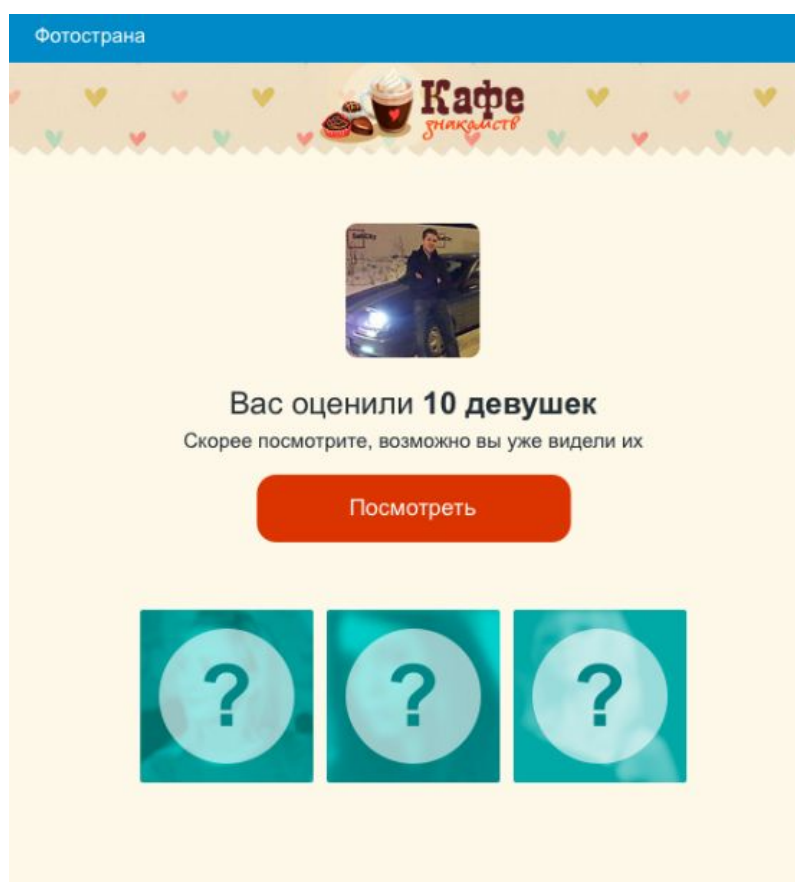 Фотострана
Кафе
знакомств
Вас оценили 10 девушек
Скорее посмотрите, возможно вы уже видели их
Посмотреть
?
?
?